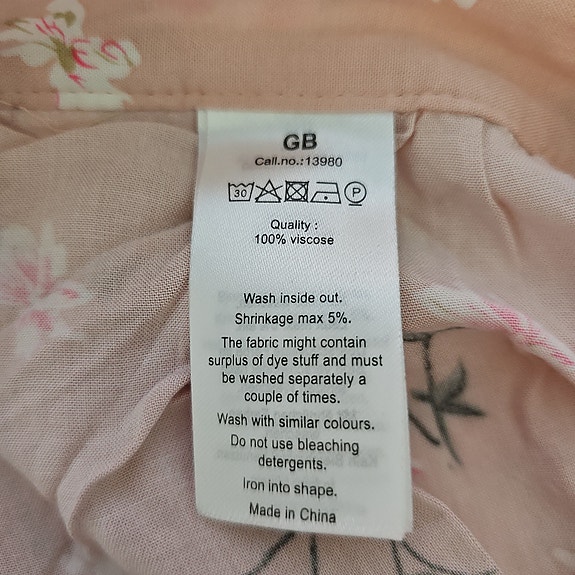 GB
Call.no.:13980
30
P
Quality :
100% viscose
Wash inside out.
Shrinkage max 5%.
The fabric might contain
surplus of dye stuff and must
be washed separately a
couple of times.
Wash with similar colours.
Do not use bleaching
detergents.
Iron into shape.
Made in China